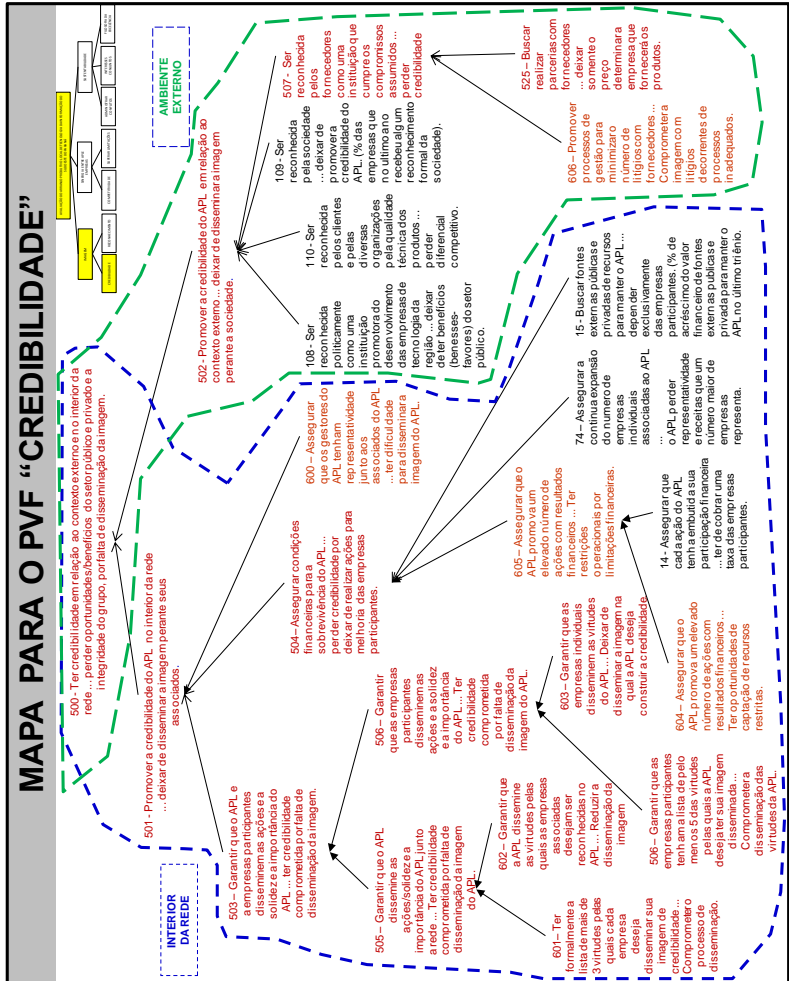 MAPA PARA O PVF “CREDIBILIDADE”
500 - Ter credibilidade em relação ao contexto externo e no interior da
rede... perder oportunidades/benefícios do setor público e privado e a
integridade do grupo, por falta de disseminação da imagem.
501 - Promover a credibilidade do APL no interior da rede
... deixar de disseminar a imagem perante seus
associados.
502 - Promover a credibilidade do APL em relação ao
contexto externo... deixar de disseminar a imagem
perante a sociedade.
INTERIOR
DA REDE
AMBIENTE
EXTERNO
503 – Garantir que o APL e
a empresas participantes
disseminem as ações e a
solidez e a importância do
APL ... ter credibilidade
comprometida por falta de
disseminação da imagem.
504 – Assegurar condições
financeiras para a
sobrevivência do APL ...
perder credibilidade por
deixar de realizar ações para
melhoria das empresas
participantes.
600 – Assegurar
que os gestores do
APL tenham
representatividade
junto aos
associados do APL
... ter dificuldade
para disseminar a
imagem do APL.
108 - Ser
reconhecida
politicamente
como uma
instituição
promotora do
desenvolvimento
das empresas de
tecnologia da
região ... deixar
de ter benefícios
(benesses-
favores) do setor
público.
110 - Ser
reconhecida
pelos clientes
e pelas
diversas
organizações
pela qualidade
técnica dos
produtos ...
perder
diferencial
competitivo.
109 - Ser
reconhecida
pela sociedade
... deixar de
promover a
credibilidade do
APL. (% das
empresas que
no ultimo ano
recebeu algum
reconhecimento
formal da
sociedade).
507 - Ser
reconhecida
pelos
fornecedores
como uma
instituição que
cumpre os
compromissos
assumidos ...
perder
credibilidade
505 – Garantir que o APL
dissemine as
ações/solidez e a
importância do APL junto
a rede ... Ter credibilidade
comprometida por falta de
disseminação da imagem
do APL.
506 – Garantir
que as empresas
participantes
disseminem as
ações e a solidez
e a importância
do APL ... Ter
credibilidade
comprometida
por falta de
disseminação da
imagem do APL.
605 – Assegurar que o
APL promova um
elevado número de
ações com resultados
financeiros ... Ter
restrições
operacionais por
limitações financeiras.
74 – Assegurar a
continua expansão
do numero de
empresas
individuais
associadas ao APL
...
o APL perder
representatividade
e receitas que um
número maior de
empresas
representa.
15 - Buscar fontes
externas públicas e
privadas de recursos
para manter o APL ...
depender
exclusivamente
das empresas
participantes. (% de
acréscimo do valor
financeiro de fontes
externas publicas e
privada para manter o
APL no último triênio.
606 – Promover
processos de
gestão para
minimizar o
número de
litígios com
fornecedores ...
Comprometer a
imagem com
litígios
decorrentes de
processos
inadequados.
525 – Buscar
realizar
parcerias com
fornecedores
... deixar
somente o
preço
determinar a
empresa que
fornecerá os
produtos.
601 – Ter
formalmente a
lista de mais de
3 virtudes pelas
quais cada
empresa
deseja
disseminar sua
imagem de
credibilidade ...
Comprometer o
processo de
disseminação.
602 – Garantir que
a APL dissemine
as virtudes pelas
quais as empresas
associadas
desejam ser
reconhecidas no
APL ... Reduzir a
disseminação da
imagem
506 – Garantir que as
empresas participantes
tenham a lista de pelo
menos 5 das virtudes
pelas quais a APL
deseja ter sua imagem
disseminada ...
Comprometer a
disseminação das
virtudes da APL.
603 – Garantir que as
empresas individuais
disseminem as virtudes
do APL ... Deixar de
disseminar a imagem na
qual a APL deseja
construir a credibilidade
604 – Assegurar que o
APL promova um elevado
número de ações com
resultados financeiros ...
Ter oportunidades de
captação de recursos
restritas.
14 - Assegurar que
cada ação do APL
tenha embutida sua
participação financeira
... ter de cobrar uma
taxa das empresas
participantes.